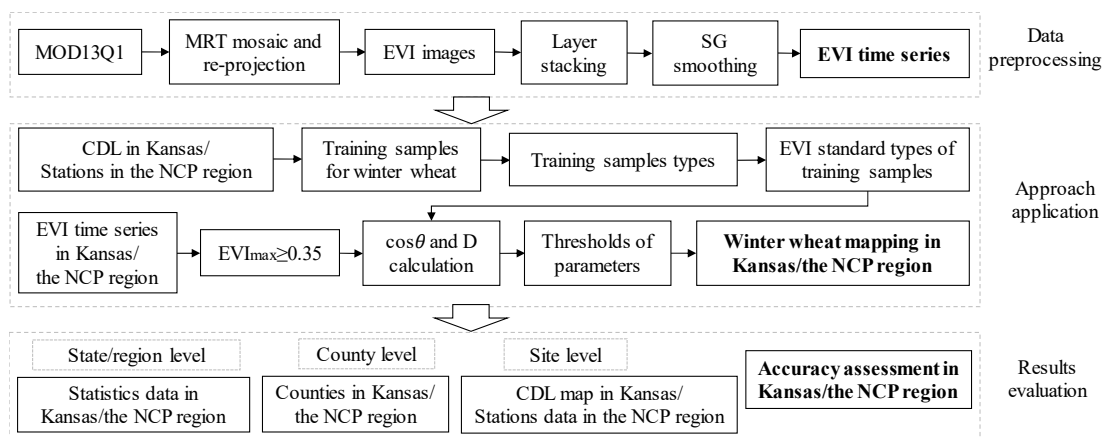 MOD13Q1
MRT mosaic and
re-projection
EVI images
Layer
stacking
SG
smoothing
EVI time series
Data
preprocessing
CDL in Kansas/
Stations in the NCP region
Training samples
for winter wheat
Training samples types
EVI standard types of
training samples
Approach
application
EVI time series
in Kansas/
the NCP region
EVImax≥0.35
cosθ and D
calculation
Thresholds of
parameters
Winter wheat mapping in
Kansas/the NCP region
State/region level
County level
Site level
Statistics data in
Kansas/the NCP region
Counties in Kansas/
the NCP region
CDL map in Kansas/
Stations data in the NCP region
Accuracy assessment in
Kansas/the NCP region
Results
evaluation